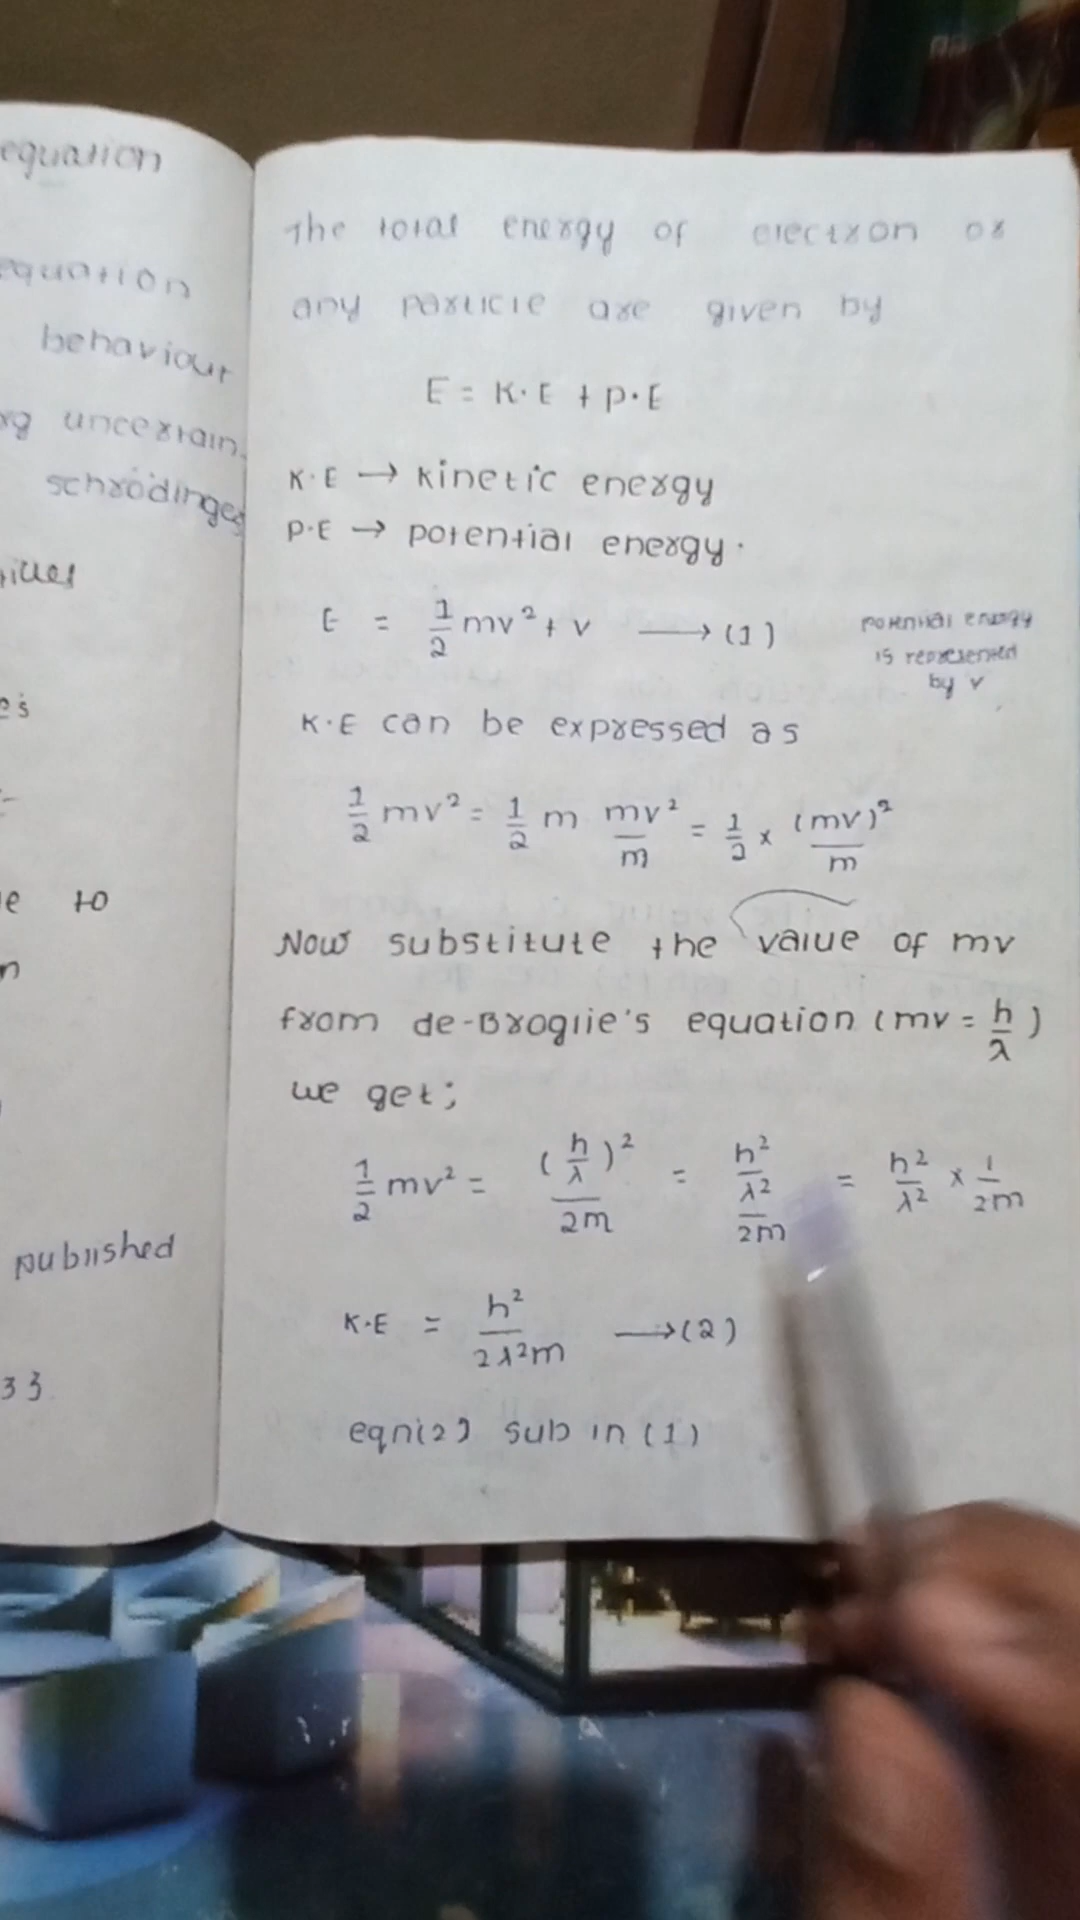 equation
equation
behaviour
uncertain.
schrödinger
e to
published
33.
The total energy of electron or
any particle are given by
E = K.E + P.E
K.E → Kinetic energy
P.E → potential energy.
E = 1/2 mv² + v → (1)
potential energy
is represented
by v
K.E can be expressed as
1/2 mv² = 1/2 m mv²/m = 1/2 x (mv)²/m
Now substitute the value of mv
from de-Broglie's equation (mv = h/λ)
we get;
1/2 mv² = (h/λ)²/2m = h²/λ²/2m = h²/λ² x 1/2m
K.E = h²/2λ²m → (2)
eqn(2) sub in (1)